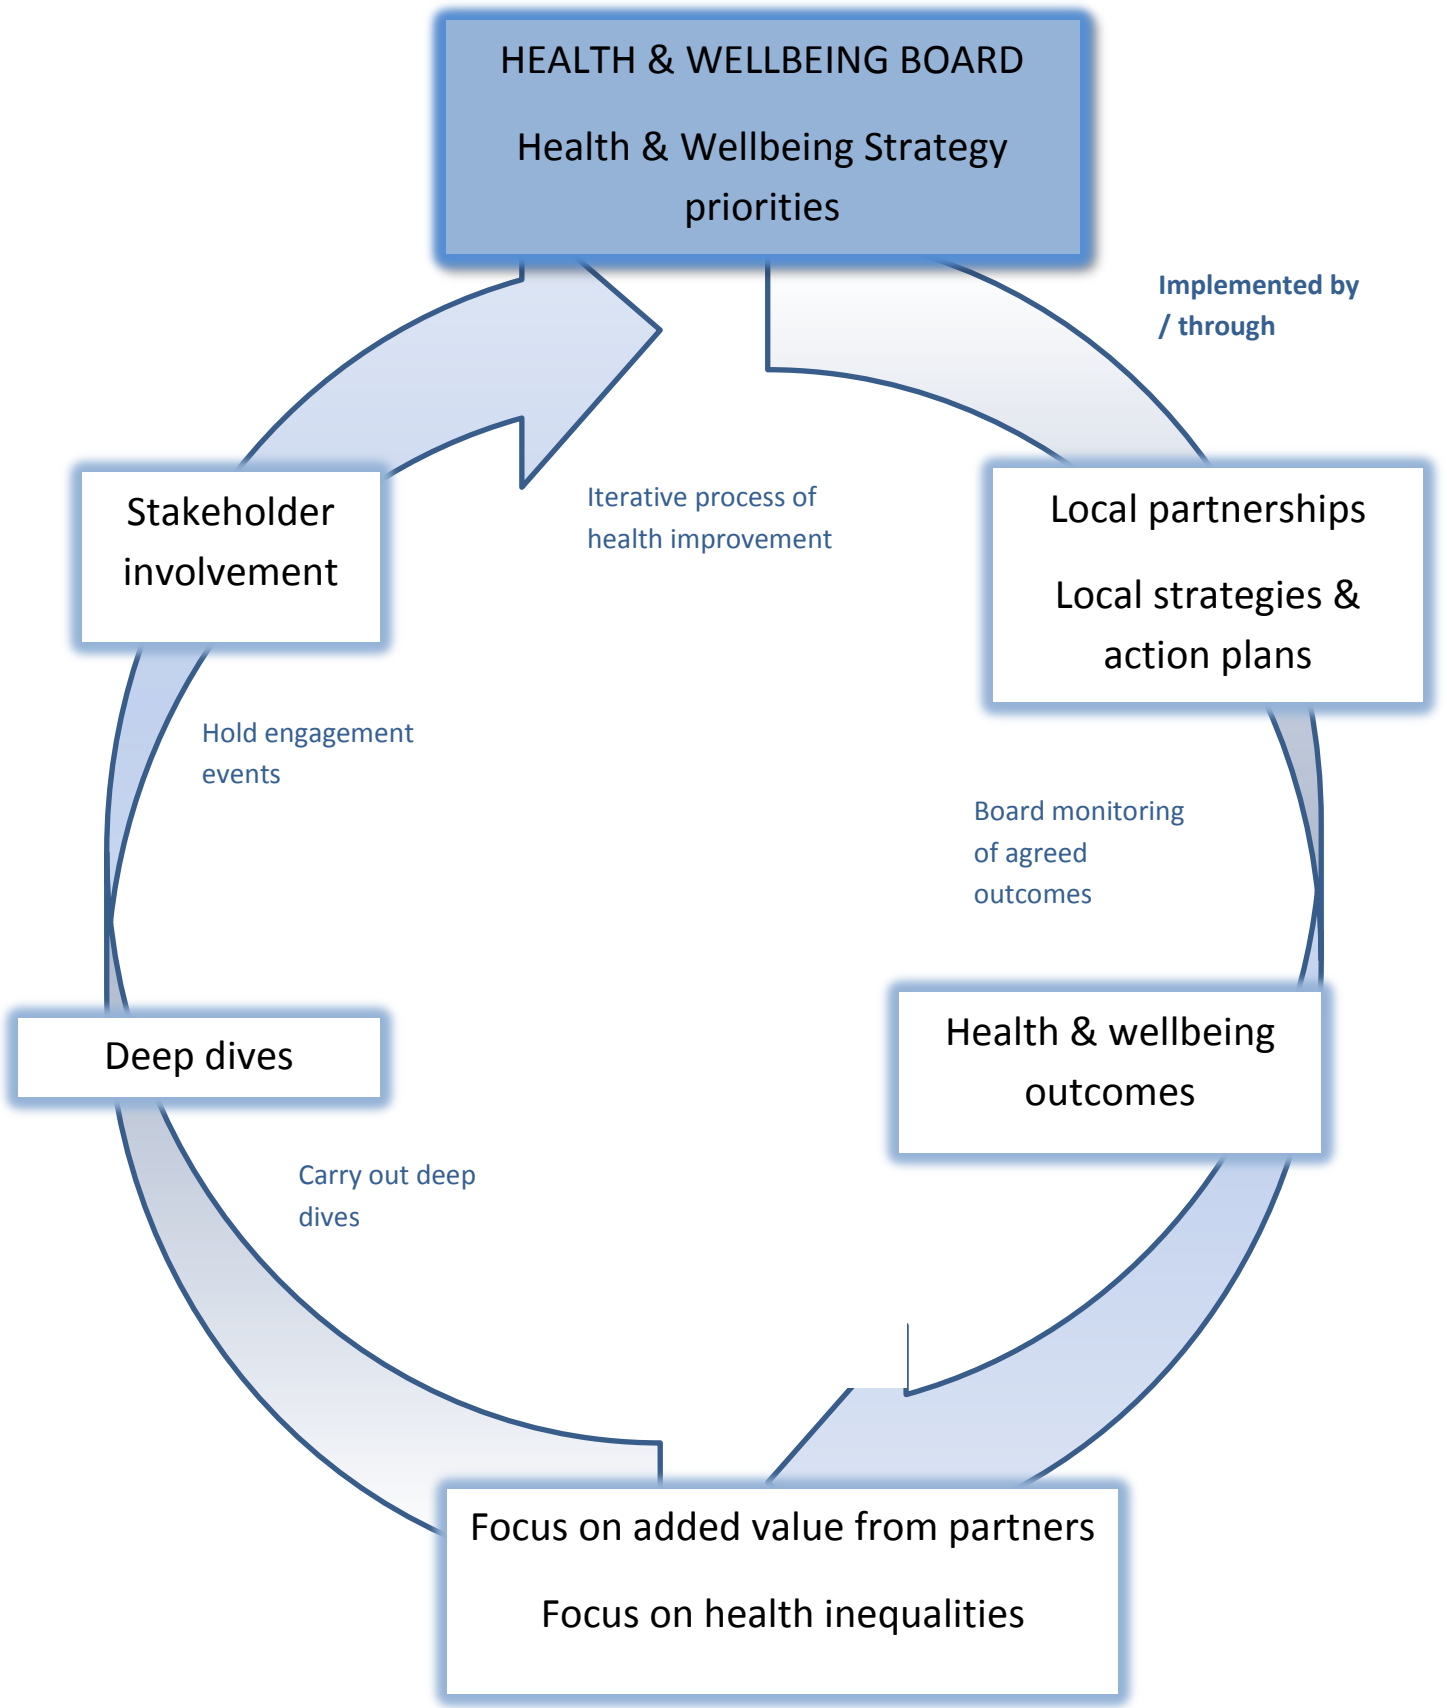 HEALTH & WELLBEING BOARD
Health & Wellbeing Strategy
priorities
Implemented by
/ through
Stakeholder
involvement
Iterative process of
health improvement
Local partnerships
Local strategies &
action plans
Hold engagement
events
Board monitoring
of agreed
outcomes
Deep dives
Health & wellbeing
outcomes
Carry out deep
dives
Focus on added value from partners
Focus on health inequalities